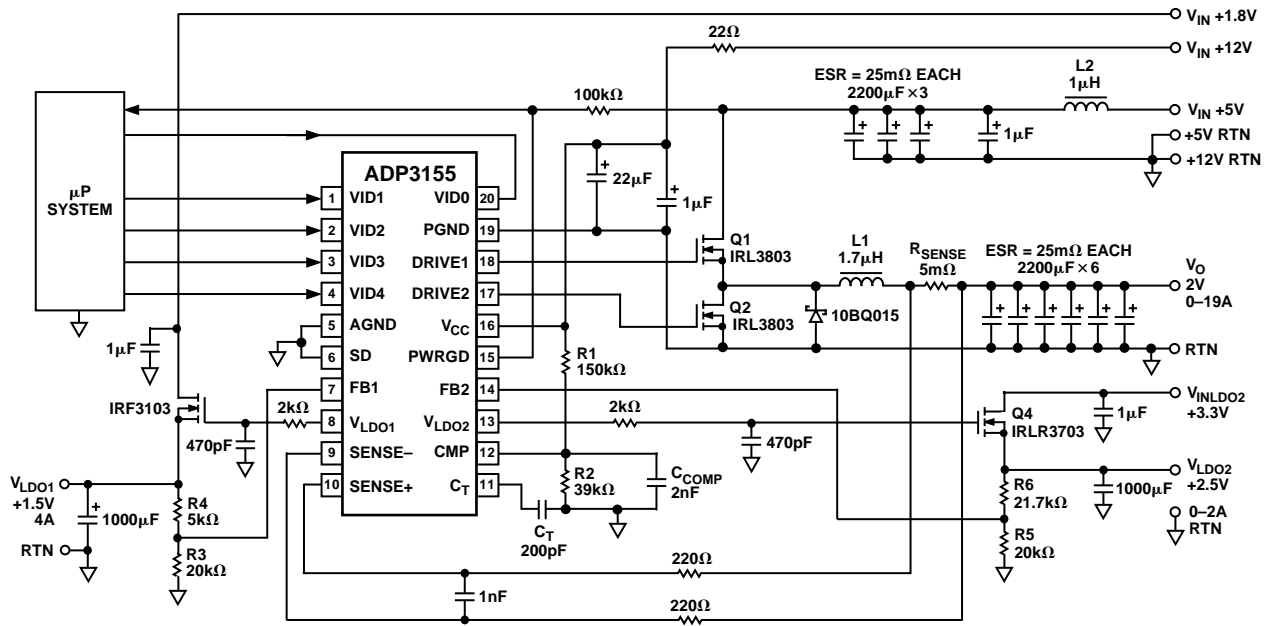 V_IN +1.8V
22Ω
V_IN +12V
ESR = 25mΩ EACH
2200μF × 3
L2
1μH
100kΩ
V_IN +5V
1μF
+5V RTN
+12V RTN
μP
SYSTEM
ADP3155
22μF
1μF
1 VID1
VID0 20
2 VID2
PGND 19
3 VID3
DRIVE1 18
4 VID4
DRIVE2 17
5 AGND
V_CC 16
6 SD
PWRGD 15
7 FB1
FB2 14
8 V_LDO1
V_LDO2 13
9 SENSE–
CMP 12
10 SENSE+
C_T 11
Q1
IRL3803
Q2
IRL3803
L1
1.7μH
R_SENSE
5mΩ
ESR = 25mΩ EACH
2200μF × 6
V_O
2V
0–19A
10BQ015
RTN
1μF
R1
150kΩ
IRF3103
2kΩ
470pF
2kΩ
470pF
Q4
IRLR3703
1μF
V_INLDO2
+3.3V
V_LDO1
+1.5V
4A
1000μF
R4
5kΩ
RTN
R3
20kΩ
R2
39kΩ
C_COMP
2nF
C_T
200pF
R6
21.7kΩ
1000μF
V_LDO2
+2.5V
0–2A
RTN
R5
20kΩ
220Ω
1nF
220Ω